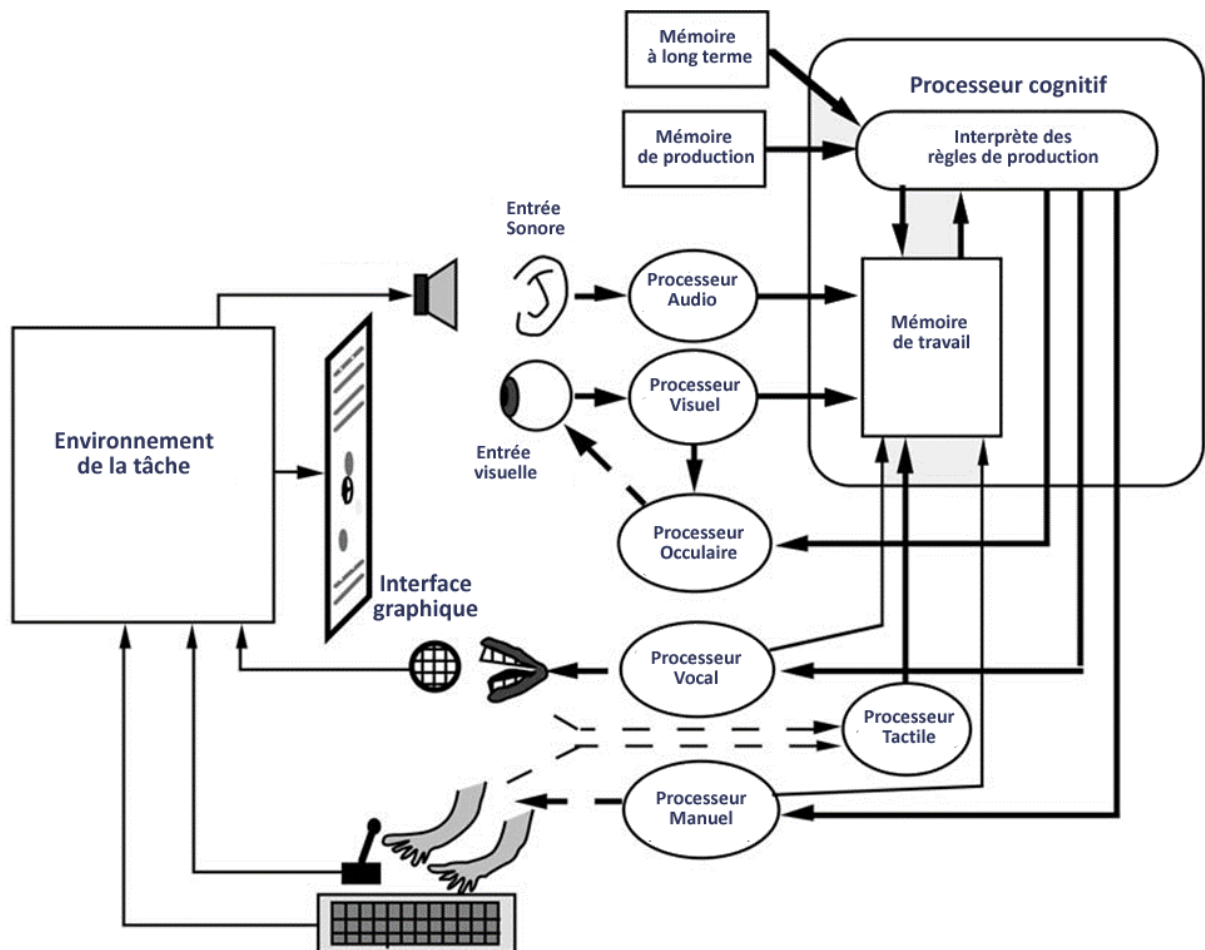 Mémoire
à long terme
Processeur cognitif
Mémoire
de production
Interprète des
règles de production
Entrée
Sonore
Processeur
Audio
Mémoire
de travail
Processeur
Visuel
Entrée
visuelle
Environnement
de la tâche
Processeur
Occulaire
Interface
graphique
Processeur
Vocal
Processeur
Tactile
Processeur
Manuel